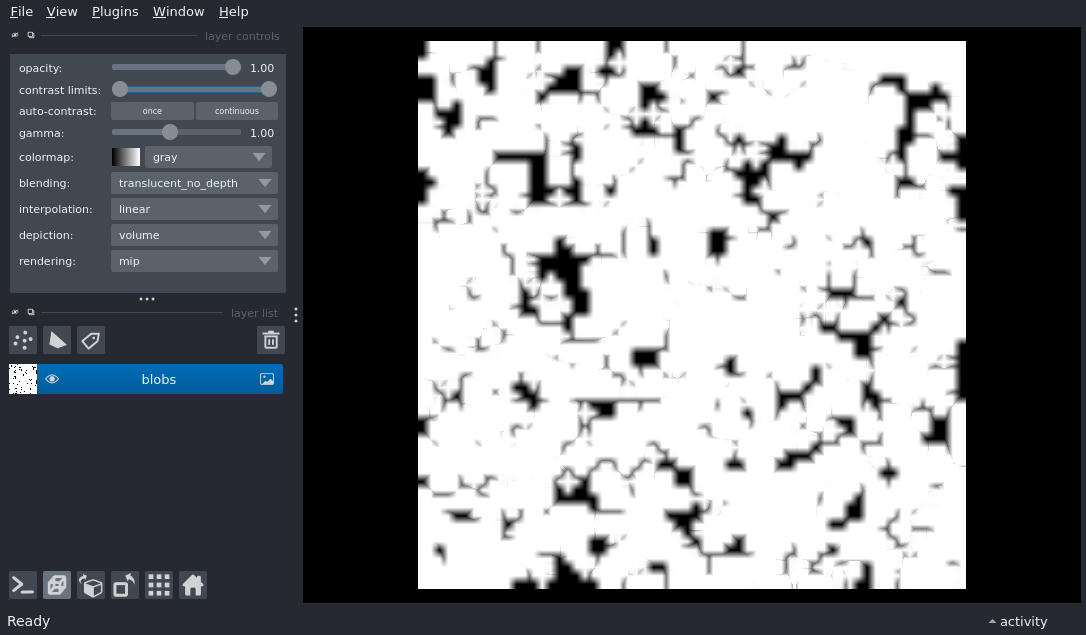 File View Plugins Window Help
layer controls
opacity: 1.00
contrast limits:
auto-contrast: once continuous
gamma: 1.00
colormap: gray
blending: translucent_no_depth
interpolation: linear
depiction: volume
rendering: mip
layer list
blobs
Ready activity